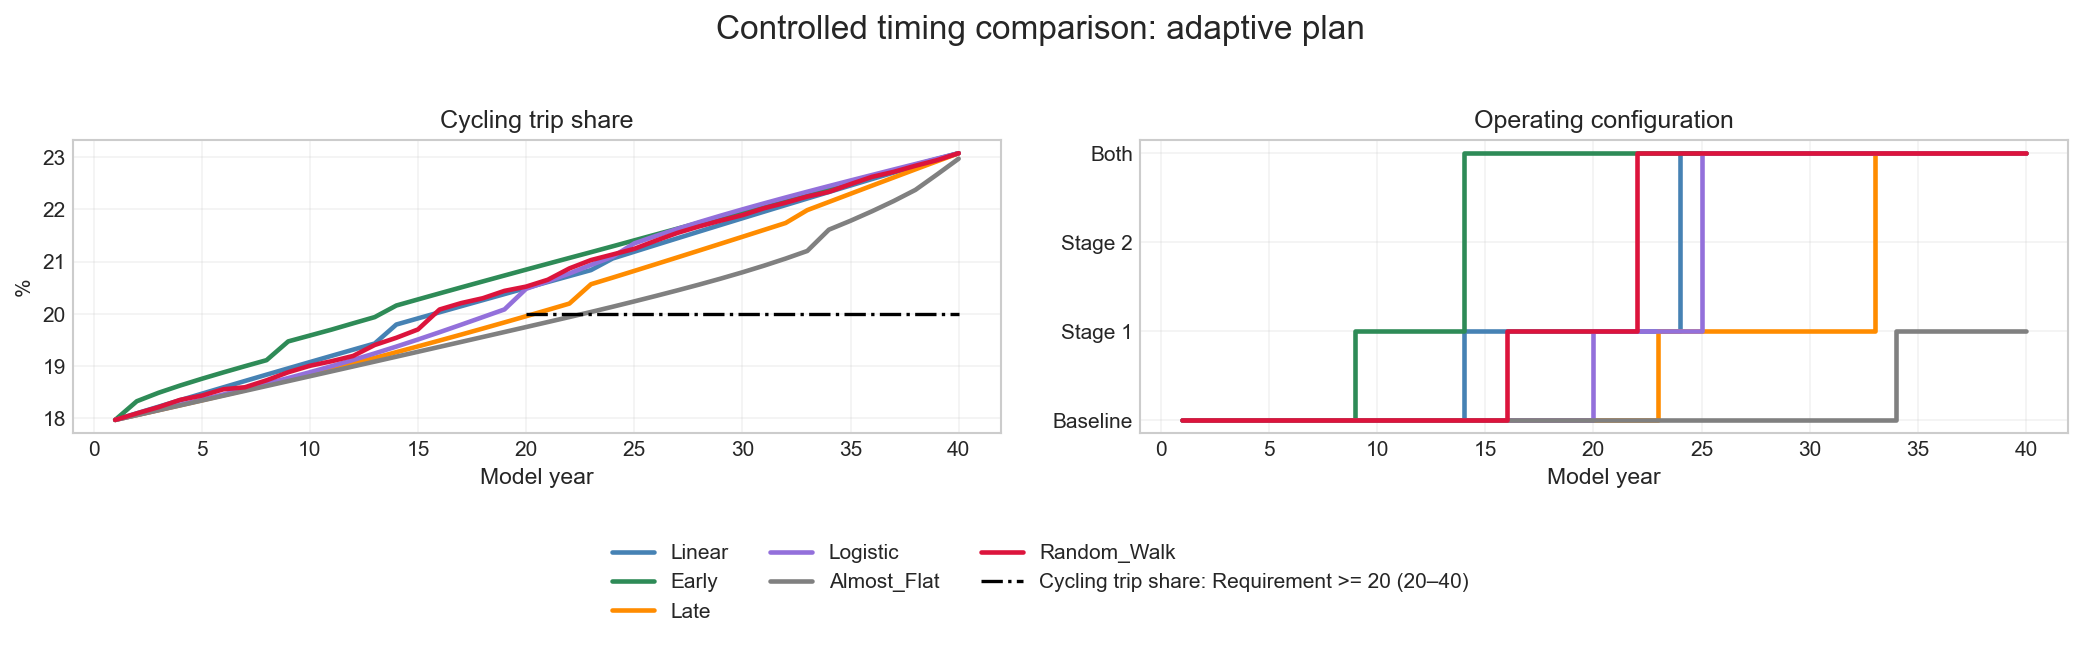 Controlled timing comparison: adaptive plan
Cycling trip share
%
23
22
21
20
19
18
0 5 10 15 20 25 30 35 40
Model year
Operating configuration
Both
Stage 2
Stage 1
Baseline
0 5 10 15 20 25 30 35 40
Model year
Linear
Early
Late
Logistic
Almost_Flat
Random_Walk
Cycling trip share: Requirement >= 20 (20–40)